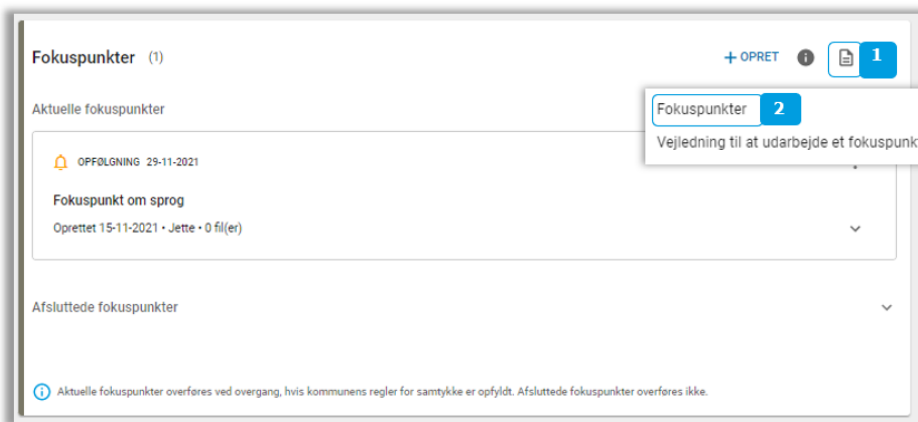 Fokuspunkter (1)
+ OPRET
1
Aktuelle fokuspunkter
Fokuspunkter 2
Vejledning til at udarbejde et fokuspunk
OPFØLGNING 29-11-2021
Fokuspunkt om sprog
Oprettet 15-11-2021 • Jette • 0 fil(er)
Afsluttede fokuspunkter
Aktuelle fokuspunkter overføres ved overgang, hvis kommunens regler for samtykke er opfyldt. Afsluttede fokuspunkter overføres ikke.